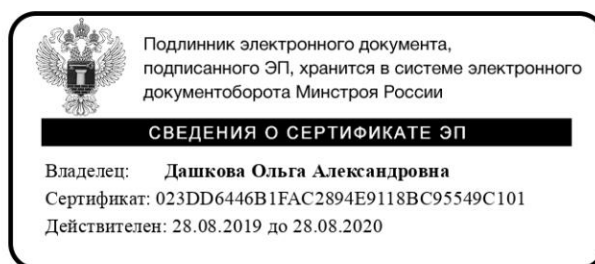 Подлинник электронного документа,
подписанного ЭП, хранится в системе электронного
документоборота Минстроя России
СВЕДЕНИЯ О СЕРТИФИКАТЕ ЭП
Владелец: Дашкова Ольга Александровна
Сертификат: 023DD6446B1FAC2894E9118BC95549C101
Действителен: 28.08.2019 до 28.08.2020